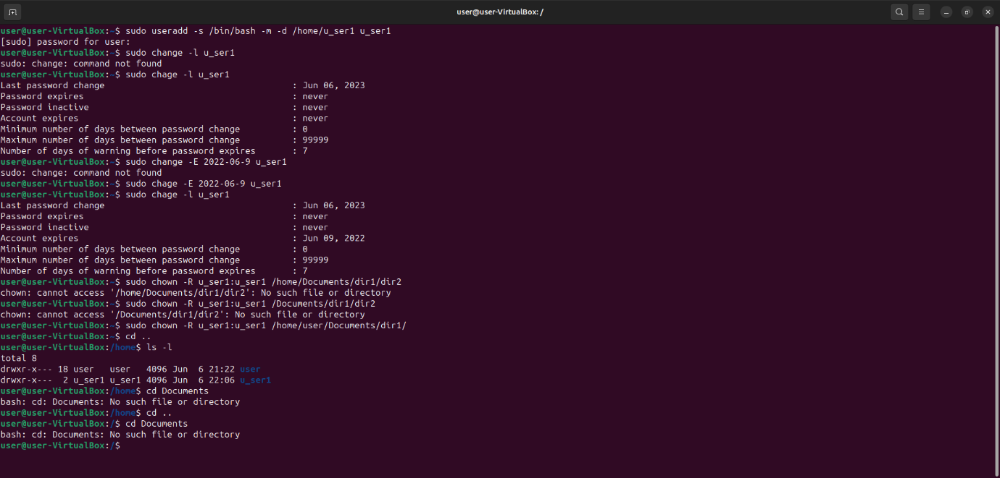 user@user-VirtualBox: /
user@user-VirtualBox:~$ sudo useradd -s /bin/bash -m -d /home/u_ser1 u_ser1
[sudo] password for user:
user@user-VirtualBox:~$ sudo change -l u_ser1
sudo: change: command not found
user@user-VirtualBox:~$ sudo chage -l u_ser1
Last password change : Jun 06, 2023
Password expires : never
Password inactive : never
Account expires : never
Minimum number of days between password change : 0
Maximum number of days between password change : 99999
Number of days of warning before password expires : 7
user@user-VirtualBox:~$ sudo change -E 2022-06-9 u_ser1
sudo: change: command not found
user@user-VirtualBox:~$ sudo chage -E 2022-06-9 u_ser1
user@user-VirtualBox:~$ sudo chage -l u_ser1
Last password change : Jun 06, 2023
Password expires : never
Password inactive : never
Account expires : Jun 09, 2022
Minimum number of days between password change : 0
Maximum number of days between password change : 99999
Number of days of warning before password expires : 7
user@user-VirtualBox:~$ sudo chown -R u_ser1:u_ser1 /home/Documents/dir1/dir2
chown: cannot access '/home/Documents/dir1/dir2': No such file or directory
user@user-VirtualBox:~$ sudo chown -R u_ser1:u_ser1 /Documents/dir1/dir2
chown: cannot access '/Documents/dir1/dir2': No such file or directory
user@user-VirtualBox:~$ sudo chown -R u_ser1:u_ser1 /home/user/Documents/dir1/
user@user-VirtualBox:~$ cd ..
user@user-VirtualBox:/home$ ls -l
total 8
drwxr-x--- 18 user   user   4096 Jun  6 21:22 user
drwxr-x---  2 u_ser1 u_ser1 4096 Jun  6 22:06 u_ser1
user@user-VirtualBox:/home$ cd Documents
bash: cd: Documents: No such file or directory
user@user-VirtualBox:/home$ cd ..
user@user-VirtualBox:/$ cd Documents
bash: cd: Documents: No such file or directory
user@user-VirtualBox:/$